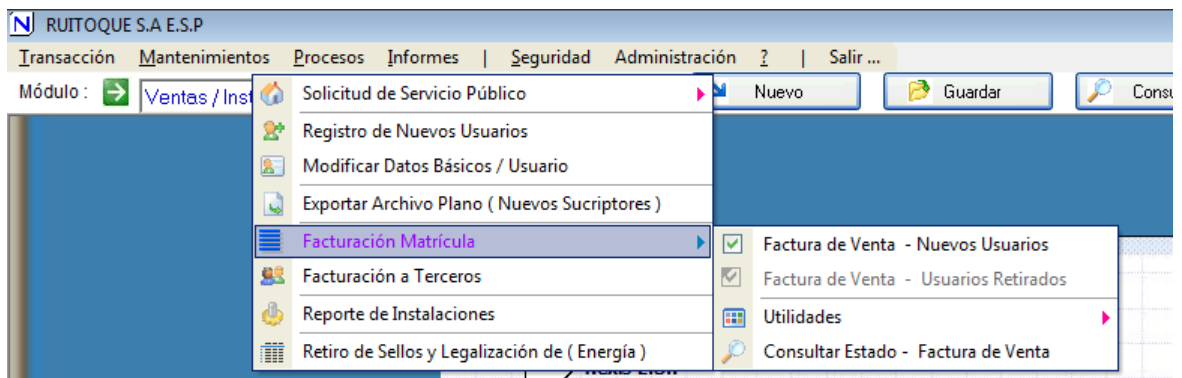 RUITOQUE S.A E.S.P
Transacción Mantenimientos Procesos Informes | Seguridad Administración ? | Salir ...
Módulo : Ventas / Inst Nuevo Guardar Consu
Solicitud de Servicio Público
Registro de Nuevos Usuarios
Modificar Datos Básicos / Usuario
Exportar Archivo Plano ( Nuevos Sucriptores )
Facturación Matrícula
Facturación a Terceros
Reporte de Instalaciones
Retiro de Sellos y Legalización de ( Energía )
Factura de Venta - Nuevos Usuarios
Factura de Venta - Usuarios Retirados
Utilidades
Consultar Estado - Factura de Venta